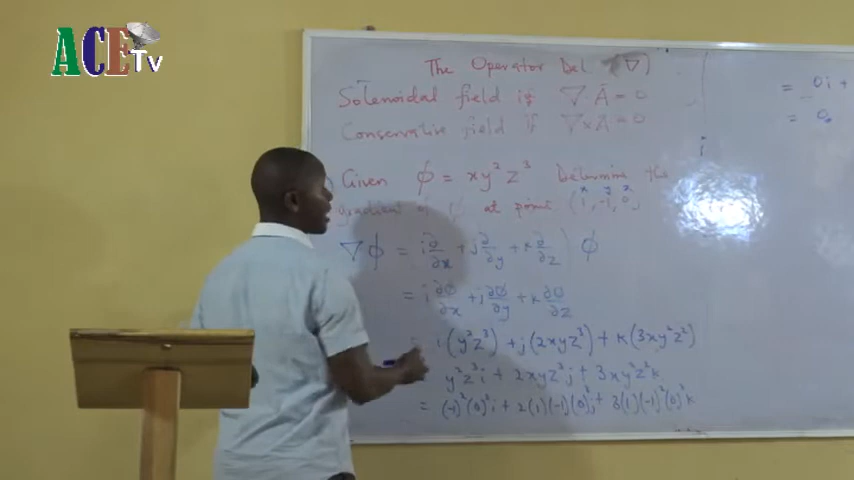 ACE TV
The Operator Del (∇)
Solenoidal field if ∇·Ā = 0
Conservative field if ∇×Ā = 0
Given ϕ = xy²z³ Determine the
x y z
gradient of ϕ at point (1, -1, 0)
∇ϕ = i∂/∂x + j∂/∂y + k∂/∂z) ϕ
= i∂ϕ/∂x + j∂ϕ/∂y + k∂ϕ/∂z
= i(y²z³) + j(2xyz³) + k(3xy²z²)
y²z³i + 2xyz³j + 3xy²z²k
= (-1)²(0)³i + 2(1)(-1)(0)³j + 3(1)(-1)²(0)²k
= 0i +
= 0.